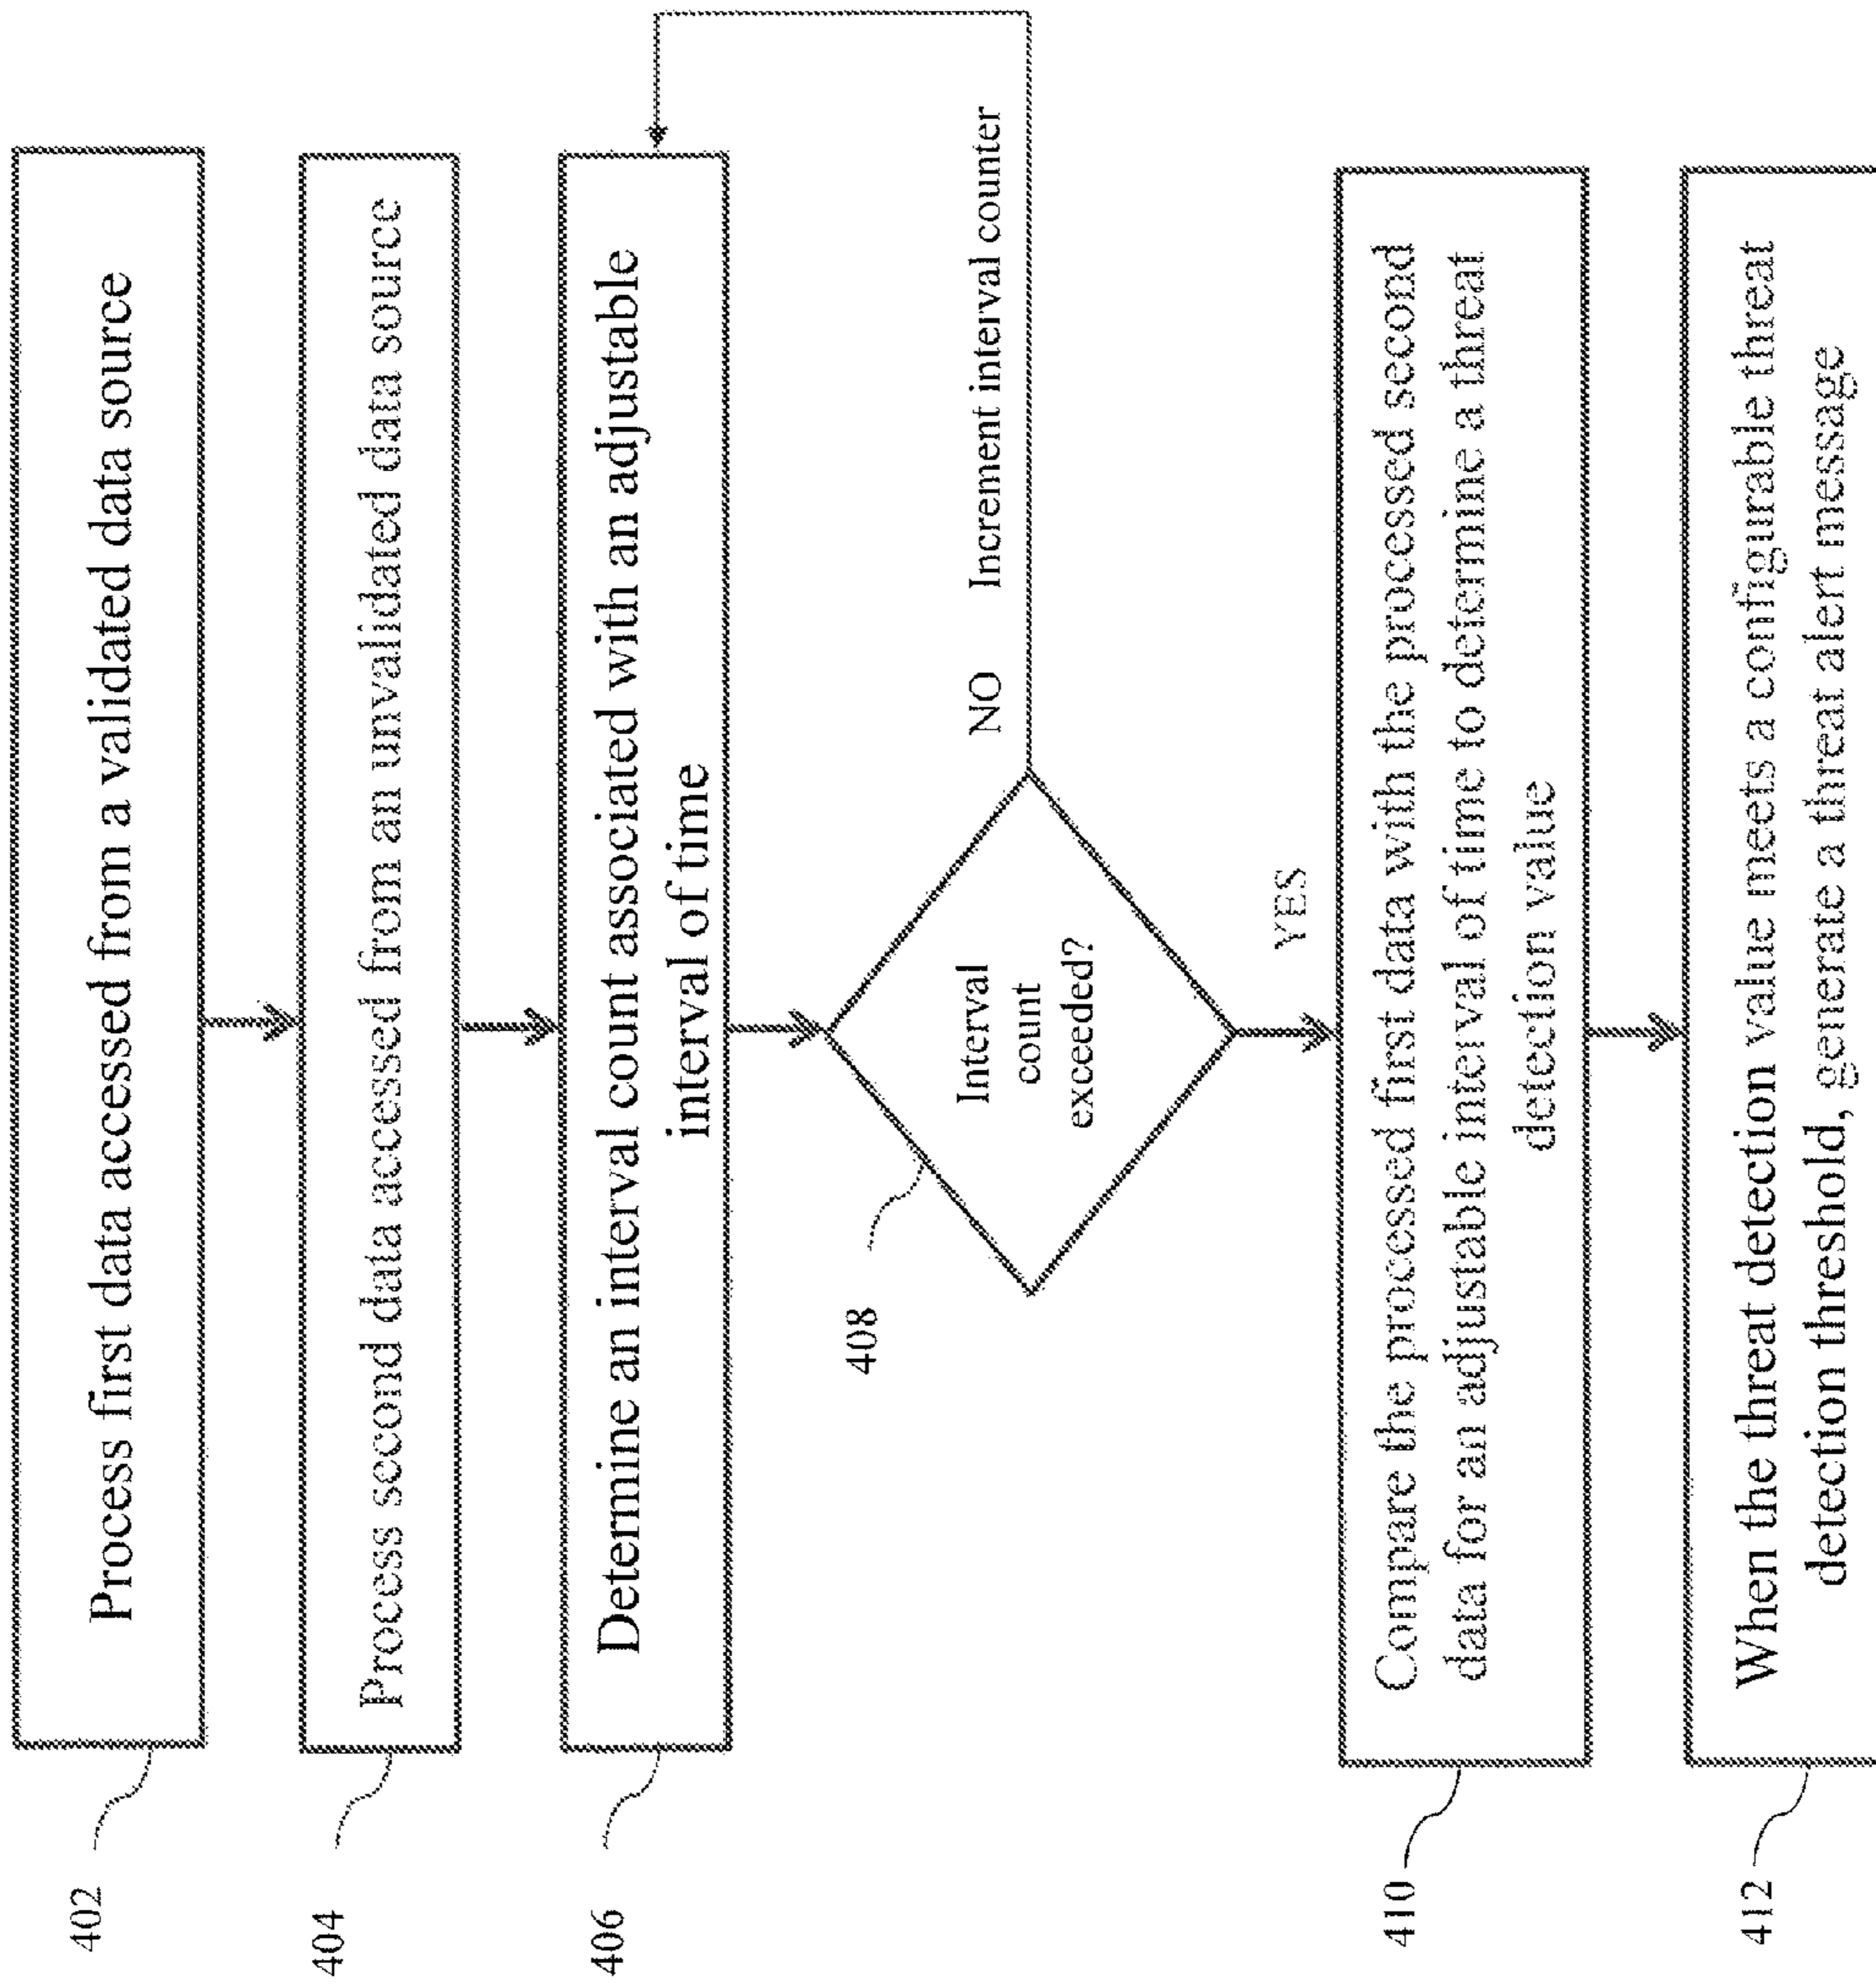 402
Process first data accessed from a validated data source
404
Process second data accessed from an unvalidated data source
406
Determine an interval count associated with an adjustable
interval of time
408
Interval
count
exceeded?
NO
Increment interval counter
YES
410
Compare the processed first data with the processed second
data for an adjustable interval of time to determine a threat
detection value
412
When the threat detection value meets a configurable threat
detection threshold, generate a threat alert message